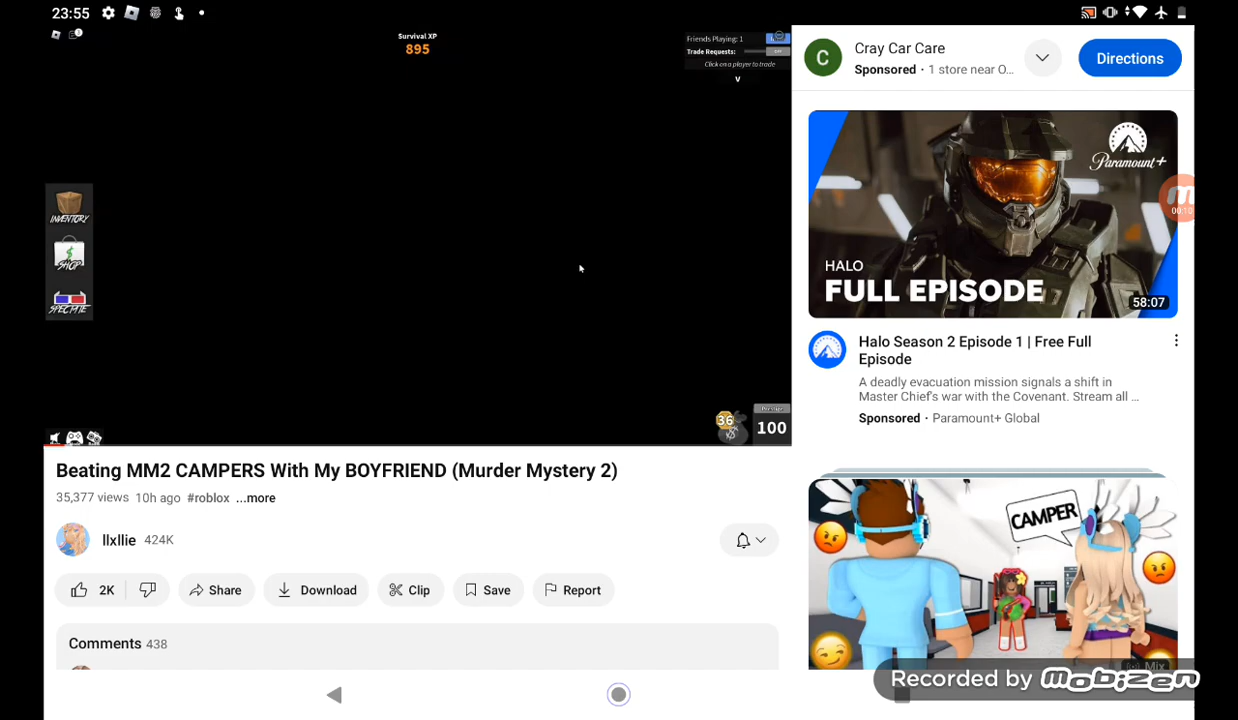 23:55
Survival XP
895
Friends Playing: 1
Trade Requests:
OFF
Click on a player to trade
V
INVENTORY
SHOP
SPECTATE
36
100
Beating MM2 CAMPERS With My BOYFRIEND (Murder Mystery 2)
35,377 views 10h ago #roblox ...more
llxllie 424K
2K Share Download Clip Save Report
Comments 438
C
Cray Car Care
Sponsored · 1 store near O...
Directions
Paramount+
HALO
FULL EPISODE
58:07
00:10
Halo Season 2 Episode 1 | Free Full
Episode
A deadly evacuation mission signals a shift in
Master Chief's war with the Covenant. Stream all ...
Sponsored · Paramount+ Global
CAMPER
Mix
Recorded by mobizen